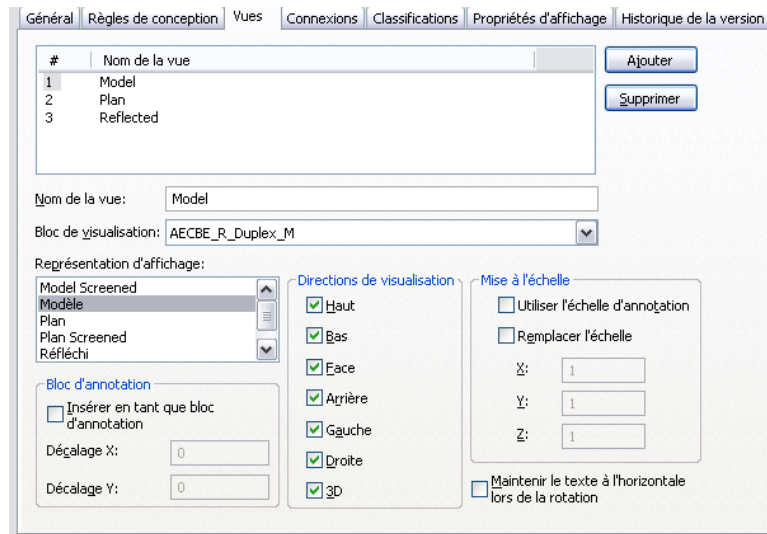 Général Règles de conception Vues Connexions Classifications Propriétés d'affichage Historique de la version
# Nom de la vue
1 Model
2 Plan
3 Reflected
Ajouter
Supprimer
Nom de la vue: Model
Bloc de visualisation: AECBE_R_Duplex_M
Représentation d'affichage:
Model Screened
Modèle
Plan
Plan Screened
Réfléchi
Bloc d'annotation
Insérer en tant que bloc
d'annotation
Décalage X: 0
Décalage Y: 0
Directions de visualisation
Haut
Bas
Face
Arrière
Gauche
Droite
3D
Mise à l'échelle
Utiliser l'échelle d'annotation
Remplacer l'échelle
X: 1
Y: 1
Z: 1
Maintenir le texte à l'horizontale
lors de la rotation